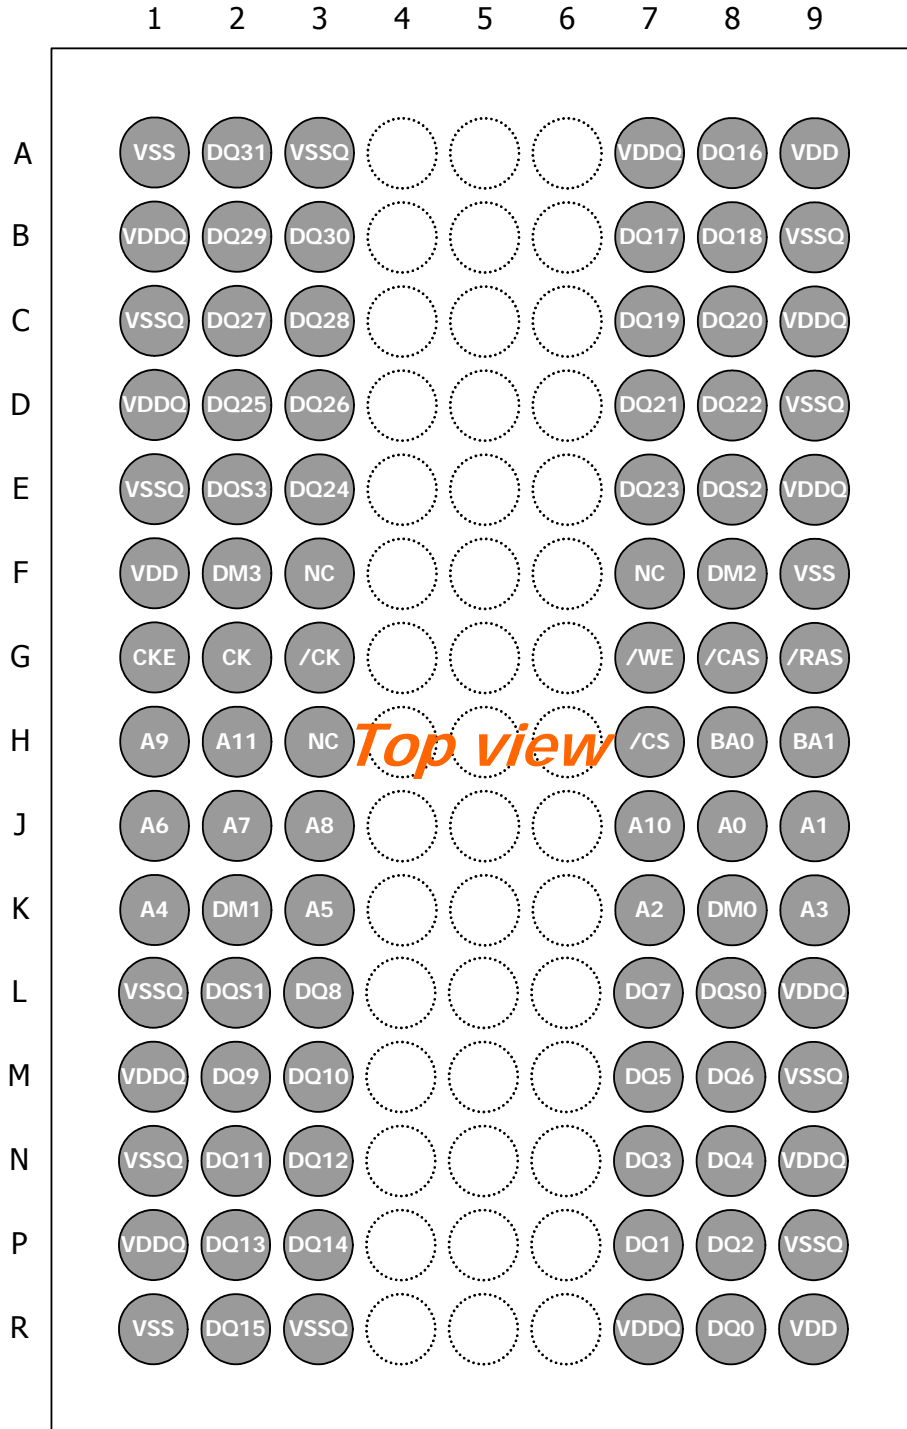 1 2 3 4 5 6 7 8 9
A VSS DQ31 VSSQ VDDQ DQ16 VDD
B VDDQ DQ29 DQ30 DQ17 DQ18 VSSQ
C VSSQ DQ27 DQ28 DQ19 DQ20 VDDQ
D VDDQ DQ25 DQ26 DQ21 DQ22 VSSQ
E VSSQ DQS3 DQ24 DQ23 DQS2 VDDQ
F VDD DM3 NC NC DM2 VSS
G CKE CK /CK /WE /CAS /RAS
H A9 A11 NC Top view /CS BA0 BA1
J A6 A7 A8 A10 A0 A1
K A4 DM1 A5 A2 DM0 A3
L VSSQ DQS1 DQ8 DQ7 DQS0 VDDQ
M VDDQ DQ9 DQ10 DQ5 DQ6 VSSQ
N VSSQ DQ11 DQ12 DQ3 DQ4 VDDQ
P VDDQ DQ13 DQ14 DQ1 DQ2 VSSQ
R VSS DQ15 VSSQ VDDQ DQ0 VDD